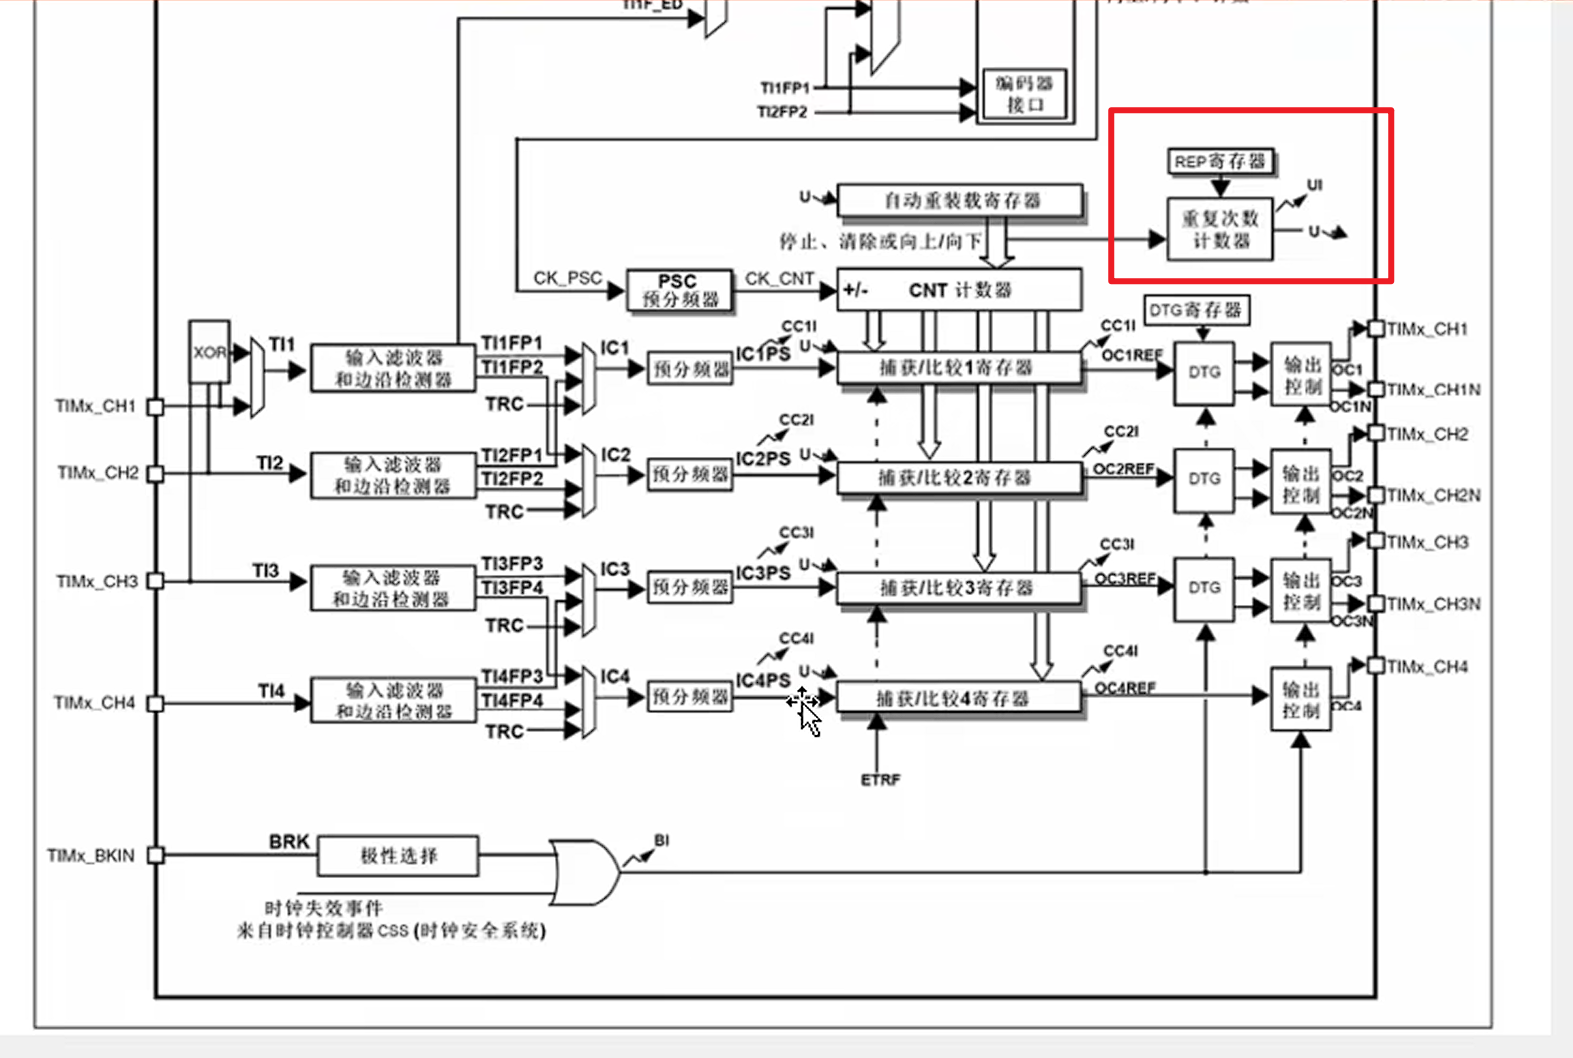 TI1F_ED
TI1FP1
TI2FP2
编码器
接口
REP寄存器
UI
U
自动重装载寄存器
重复次数
计数器
U
停止、清除或向上/向下
CK_PSC
PSC
预分频器
CK_CNT
+/-
CNT 计数器
DTG寄存器
XOR
TI1
输入滤波器
和边沿检测器
TI1FP1
TI1FP2
TRC
IC1
预分频器
CC1I
IC1PS
U
捕获/比较1寄存器
CC1I
OC1REF
DTG
输出
控制
OC1
OC1N
TIMx_CH1
TIMx_CH1N
TIMx_CH1
TIMx_CH2
TI2
输入滤波器
和边沿检测器
TI2FP1
TI2FP2
TRC
IC2
预分频器
CC2I
IC2PS
U
捕获/比较2寄存器
CC2I
OC2REF
DTG
输出
控制
OC2
OC2N
TIMx_CH2
TIMx_CH2N
TIMx_CH3
TI3
输入滤波器
和边沿检测器
TI3FP3
TI3FP4
TRC
IC3
预分频器
CC3I
IC3PS
U
捕获/比较3寄存器
CC3I
OC3REF
DTG
输出
控制
OC3
OC3N
TIMx_CH3
TIMx_CH3N
TIMx_CH4
TI4
输入滤波器
和边沿检测器
TI4FP3
TI4FP4
TRC
IC4
预分频器
CC4I
IC4PS
U
捕获/比较4寄存器
CC4I
OC4REF
输出
控制
OC4
TIMx_CH4
ETRF
TIMx_BKIN
BRK
极性选择
BI
时钟失效事件
来自时钟控制器CSS (时钟安全系统)